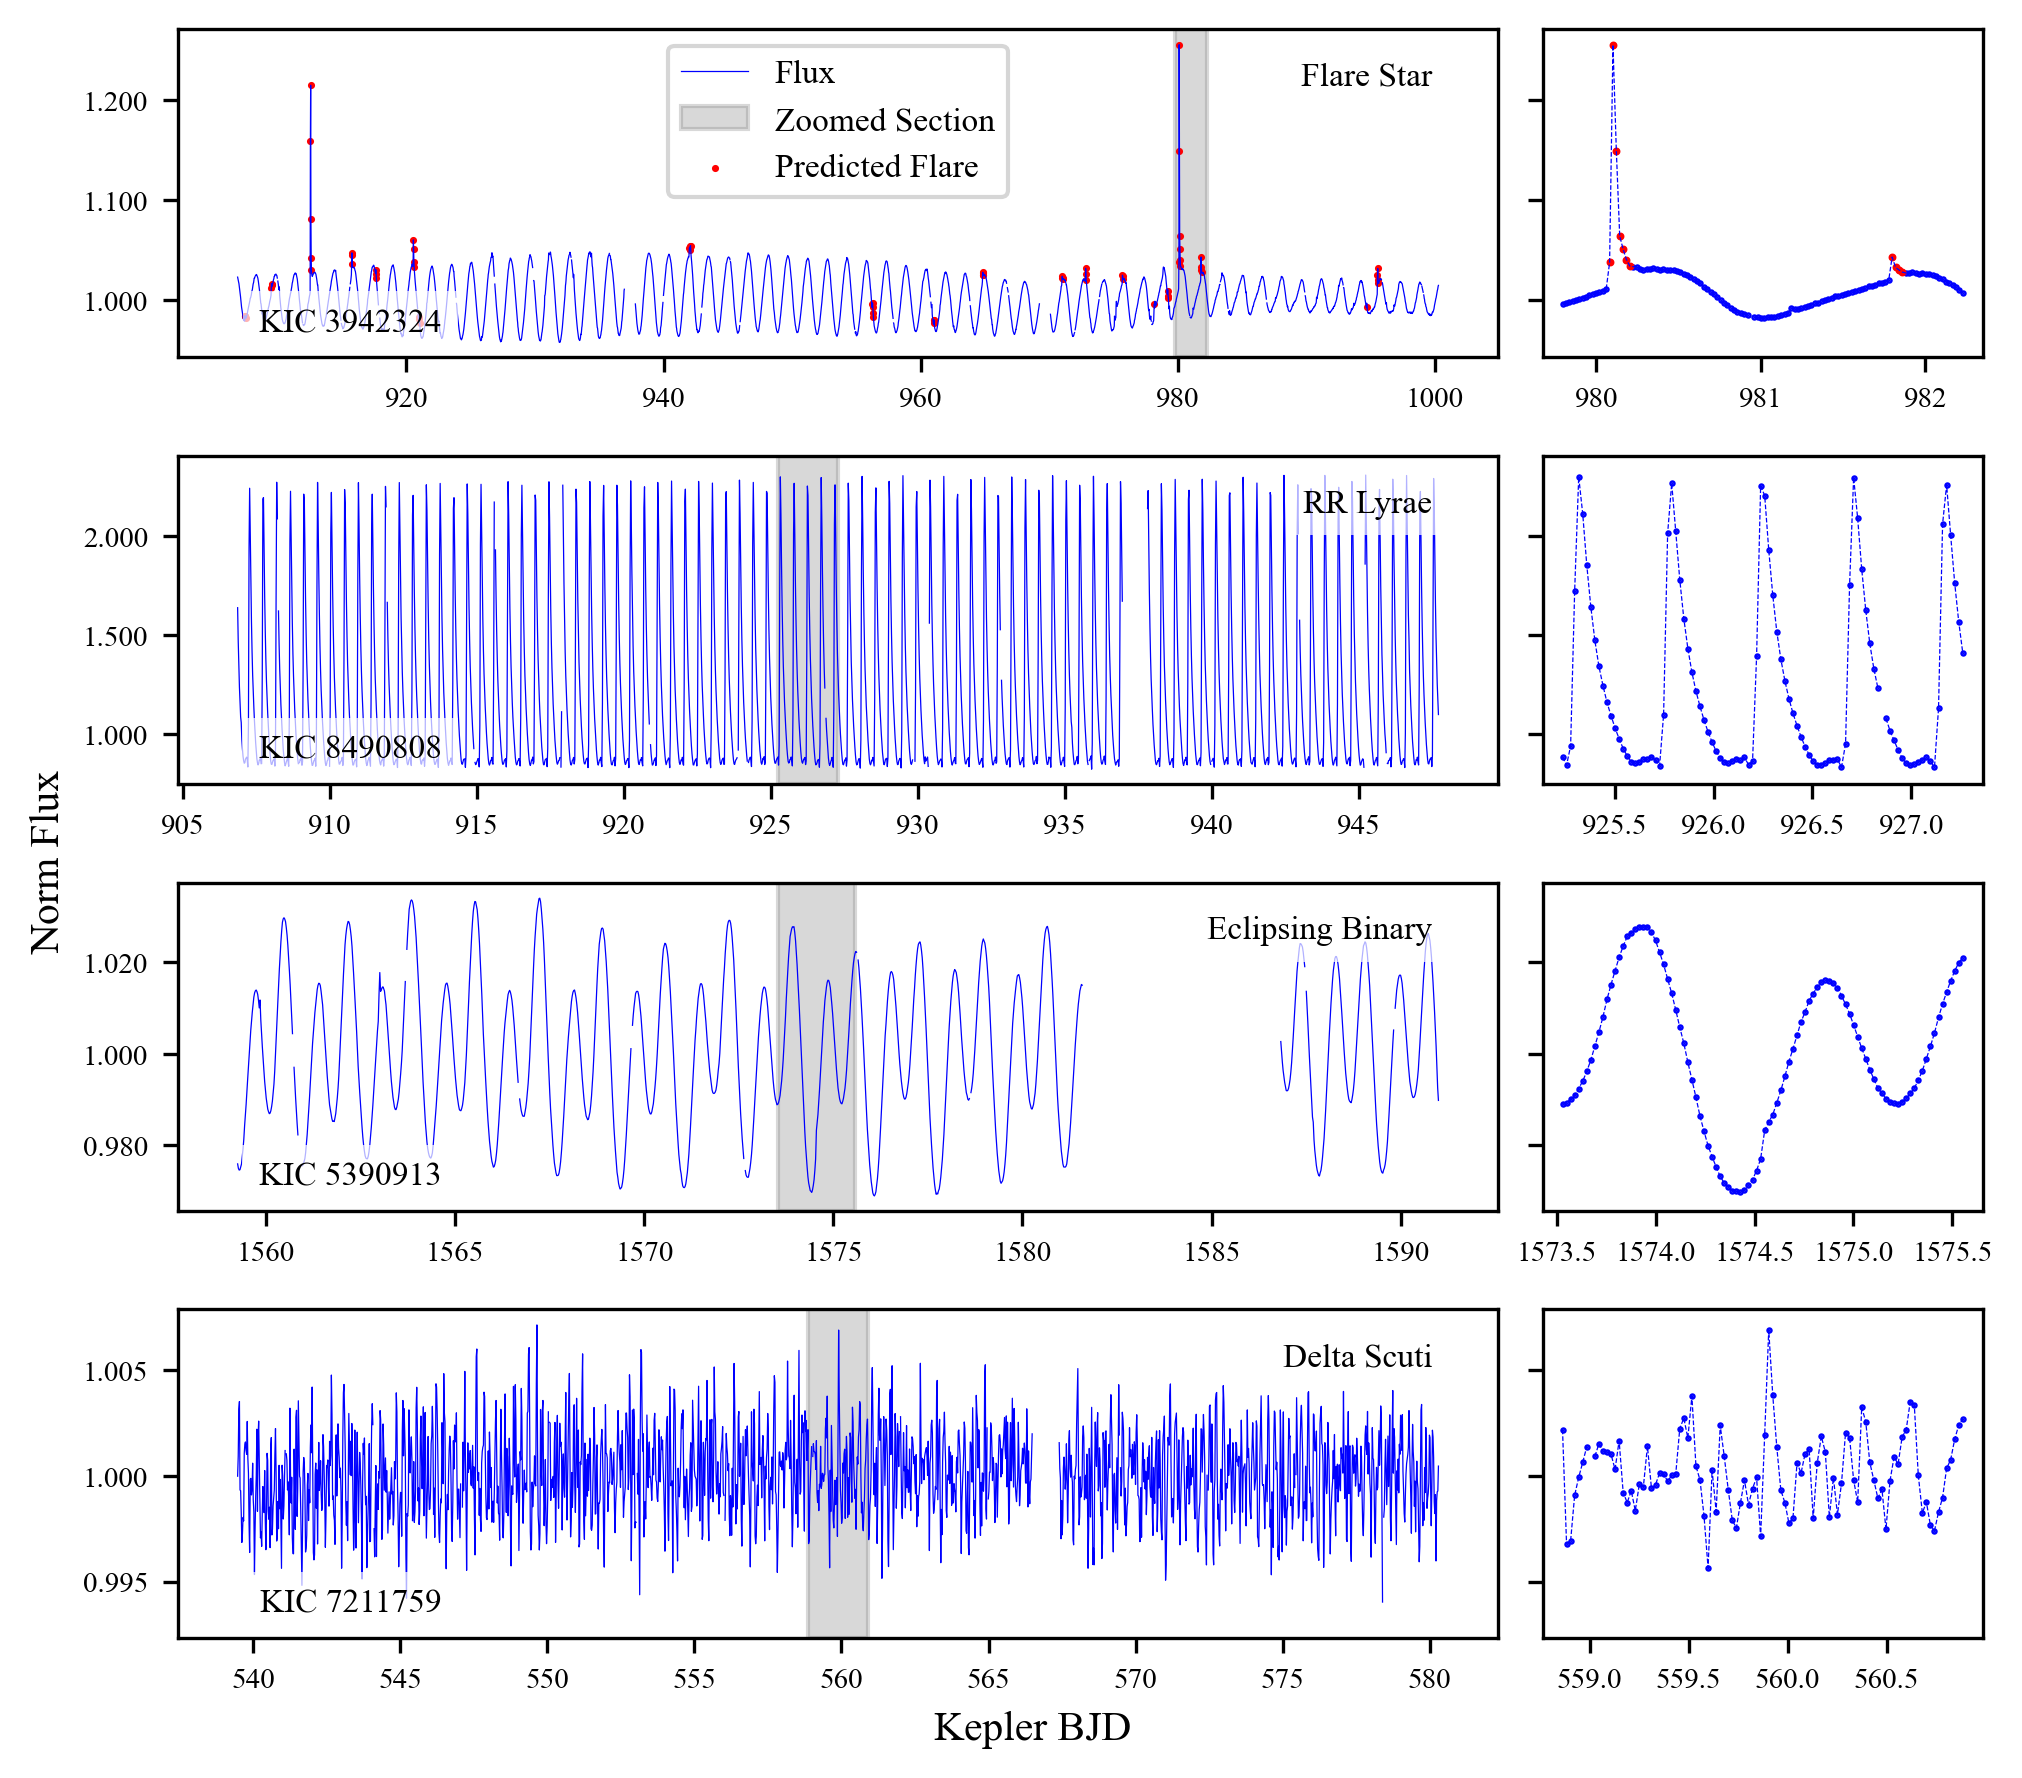 Flux
Zoomed Section
Predicted Flare
Flare Star
KIC 3942324
1.200
1.100
1.000
920 940 960 980 1000
980 981 982
RR Lyrae
KIC 8490808
2.000
1.500
1.000
905 910 915 920 925 930 935 940 945
925.5 926.0 926.5 927.0
Norm Flux
Eclipsing Binary
KIC 5390913
1.020
1.000
0.980
1560 1565 1570 1575 1580 1585 1590
1573.5 1574.0 1574.5 1575.0 1575.5
Delta Scuti
KIC 7211759
1.005
1.000
0.995
540 545 550 555 560 565 570 575 580
559.0 559.5 560.0 560.5
Kepler BJD